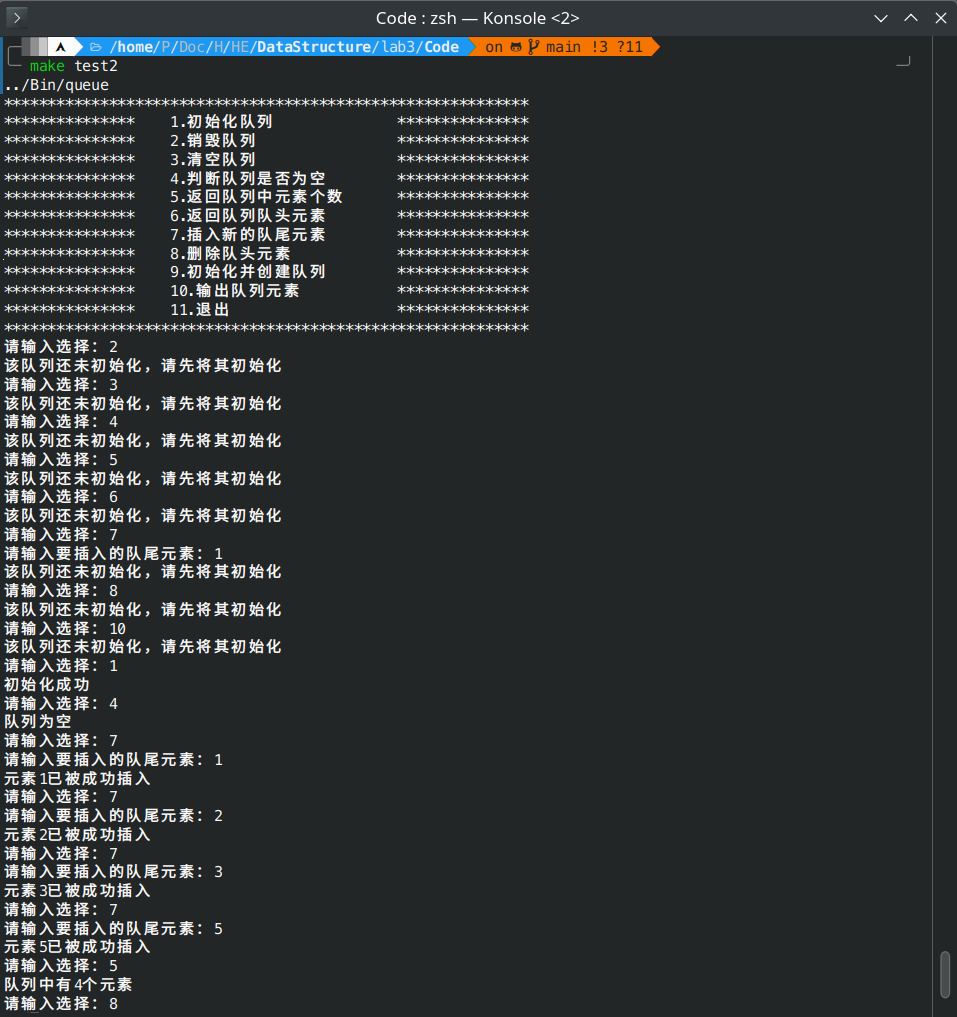 Code : zsh — Konsole <2>
/home/P/Doc/H/HE/DataStructure/lab3/Code on main !3 ?11
make test2
../Bin/queue
************************************************************
*************** 1.初始化队列 ***************
*************** 2.销毁队列 ***************
*************** 3.清空队列 ***************
*************** 4.判断队列是否为空 ***************
*************** 5.返回队列中元素个数 ***************
*************** 6.返回队列队头元素 ***************
*************** 7.插入新的队尾元素 ***************
*************** 8.删除队头元素 ***************
*************** 9.初始化并创建队列 ***************
*************** 10.输出队列元素 ***************
*************** 11.退出 ***************
************************************************************
请输入选择: 2
该队列还未初始化,请先将其初始化
请输入选择: 3
该队列还未初始化,请先将其初始化
请输入选择: 4
该队列还未初始化,请先将其初始化
请输入选择: 5
该队列还未初始化,请先将其初始化
请输入选择: 6
该队列还未初始化,请先将其初始化
请输入选择: 7
请输入要插入的队尾元素: 1
该队列还未初始化,请先将其初始化
请输入选择: 8
该队列还未初始化,请先将其初始化
请输入选择: 10
该队列还未初始化,请先将其初始化
请输入选择: 1
初始化成功
请输入选择: 4
队列为空
请输入选择: 7
请输入要插入的队尾元素: 1
元素1已被成功插入
请输入选择: 7
请输入要插入的队尾元素: 2
元素2已被成功插入
请输入选择: 7
请输入要插入的队尾元素: 3
元素3已被成功插入
请输入选择: 7
请输入要插入的队尾元素: 5
元素5已被成功插入
请输入选择: 5
队列中有4个元素
请输入选择: 8